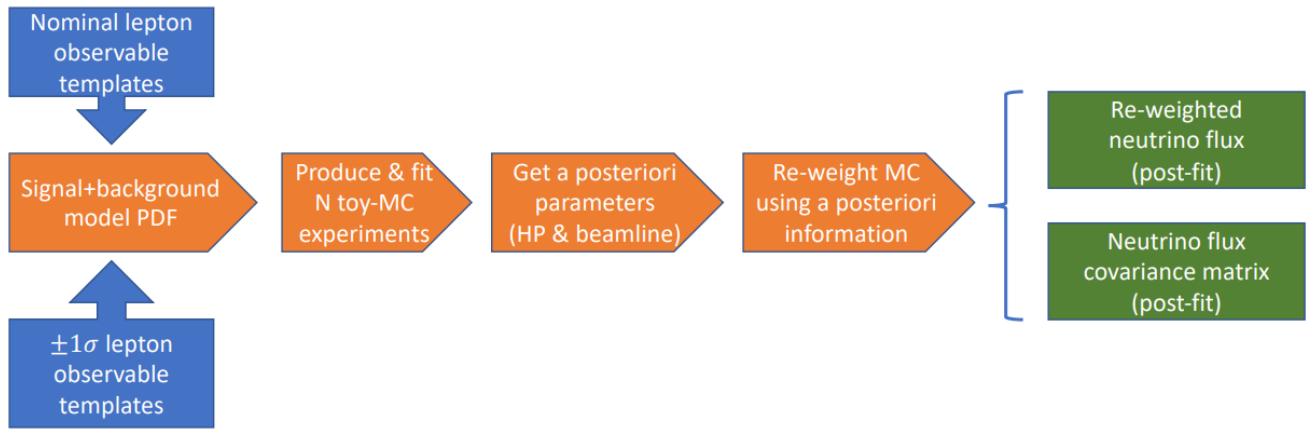 Nominal lepton
observable
templates
Signal+background
model PDF
±1σ lepton
observable
templates
Produce & fit
N toy-MC
experiments
Get a posteriori
parameters
(HP & beamline)
Re-weight MC
using a posteriori
information
Re-weighted
neutrino flux
(post-fit)
Neutrino flux
covariance matrix
(post-fit)